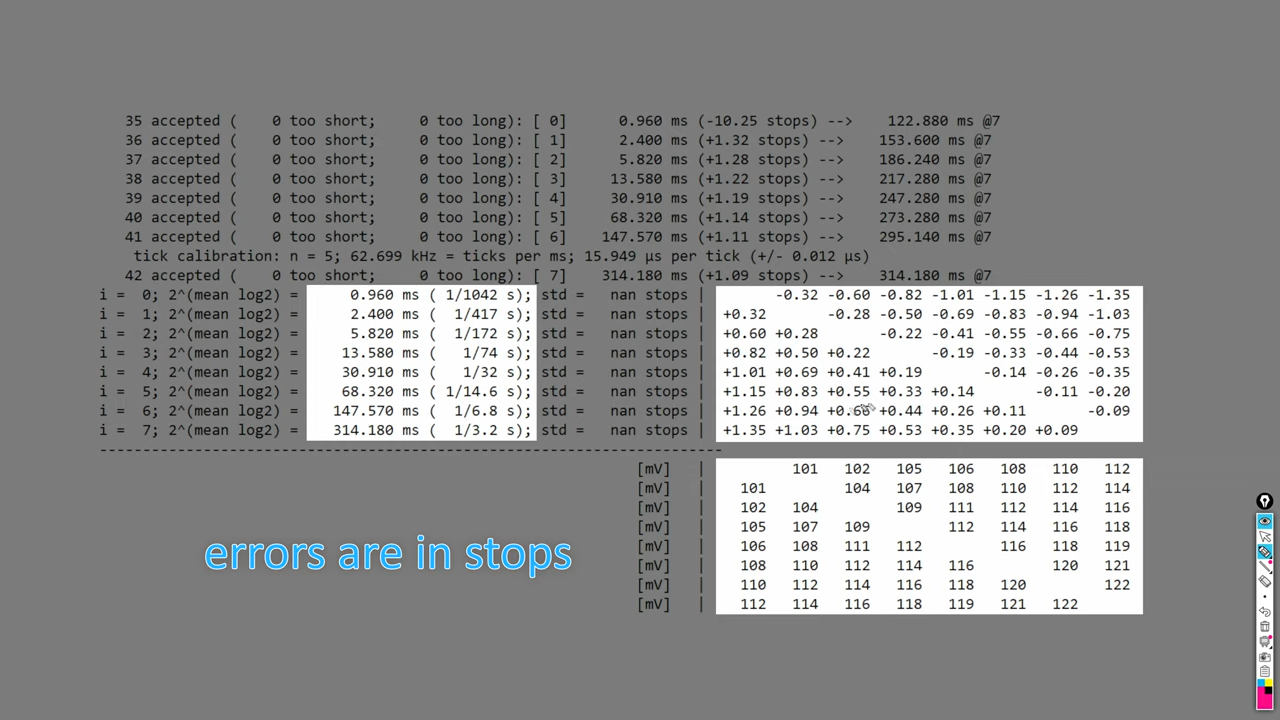 35 accepted (    0 too short;    0 too long): [ 0]    0.960 ms (-10.25 stops) -->    122.880 ms @7
36 accepted (    0 too short;    0 too long): [ 1]    2.400 ms (+1.32 stops) -->    153.600 ms @7
37 accepted (    0 too short;    0 too long): [ 2]    5.820 ms (+1.28 stops) -->    186.240 ms @7
38 accepted (    0 too short;    0 too long): [ 3]    13.580 ms (+1.22 stops) -->    217.280 ms @7
39 accepted (    0 too short;    0 too long): [ 4]    30.910 ms (+1.19 stops) -->    247.280 ms @7
40 accepted (    0 too short;    0 too long): [ 5]    68.320 ms (+1.14 stops) -->    273.280 ms @7
41 accepted (    0 too short;    0 too long): [ 6]    147.570 ms (+1.11 stops) -->    295.140 ms @7
tick calibration: n = 5; 62.699 kHz = ticks per ms; 15.949 µs per tick (+/- 0.012 µs)
42 accepted (    0 too short;    0 too long): [ 7]    314.180 ms (+1.09 stops) -->    314.180 ms @7
i =  0; 2^(mean log2) =    0.960 ms ( 1/1042 s); std =    nan stops |    -0.32 -0.60 -0.82 -1.01 -1.15 -1.26 -1.35
i =  1; 2^(mean log2) =    2.400 ms (  1/417 s); std =    nan stops | +0.32    -0.28 -0.50 -0.69 -0.83 -0.94 -1.03
i =  2; 2^(mean log2) =    5.820 ms (  1/172 s); std =    nan stops | +0.60 +0.28    -0.22 -0.41 -0.55 -0.66 -0.75
i =  3; 2^(mean log2) =    13.580 ms (   1/74 s); std =    nan stops | +0.82 +0.50 +0.22    -0.19 -0.33 -0.44 -0.53
i =  4; 2^(mean log2) =    30.910 ms (   1/32 s); std =    nan stops | +1.01 +0.69 +0.41 +0.19    -0.14 -0.26 -0.35
i =  5; 2^(mean log2) =    68.320 ms ( 1/14.6 s); std =    nan stops | +1.15 +0.83 +0.55 +0.33 +0.14    -0.11 -0.20
i =  6; 2^(mean log2) =    147.570 ms (  1/6.8 s); std =    nan stops | +1.26 +0.94 +0.44 +0.26 +0.11    -0.09
i =  7; 2^(mean log2) =    314.180 ms (  1/3.2 s); std =    nan stops | +1.35 +1.03 +0.75 +0.53 +0.35 +0.20 +0.09
------------------------------------------------------------------------------
[mV] |    101 102 105 106 108 110 112
[mV] | 101    104 107 108 110 112 114
[mV] | 102 104    109 111 112 114 116
[mV] | 105 107 109    112 114 116 118
[mV] | 106 108 111 112    116 118 119
[mV] | 108 110 112 114 116    120 121
[mV] | 110 112 114 116 118 120    122
[mV] | 112 114 116 118 119 121 122
errors are in stops